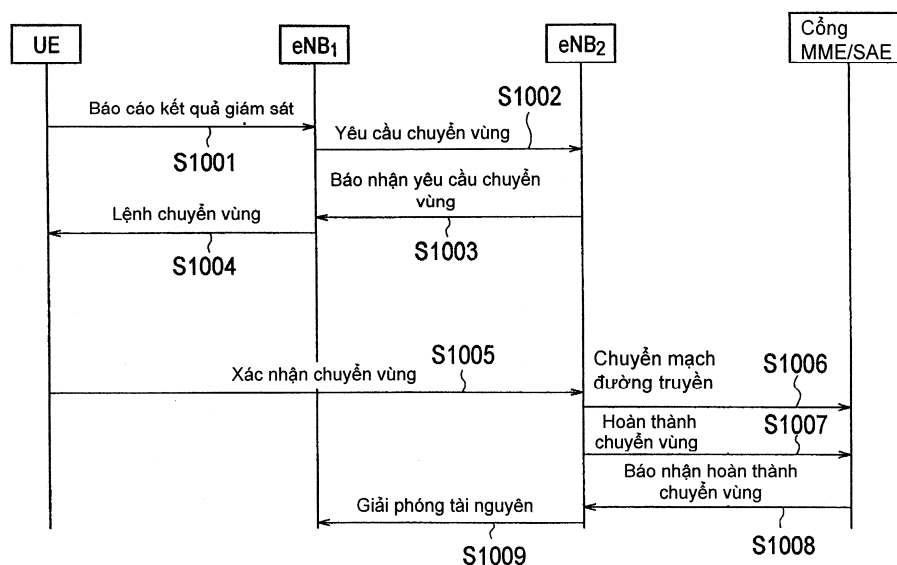 UE
eNB1
eNB2
Cổng
MME/SAE
Báo cáo kết quả giám sát
S1001
S1002
Yêu cầu chuyển vùng
Báo nhận yêu cầu chuyển
vùng
S1003
Lệnh chuyển vùng
S1004
S1005
Xác nhận chuyển vùng
Chuyển mạch
đường truyền
S1006
Hoàn thành
chuyển vùng
S1007
Báo nhận hoàn thành
chuyển vùng
S1008
Giải phóng tài nguyên
S1009